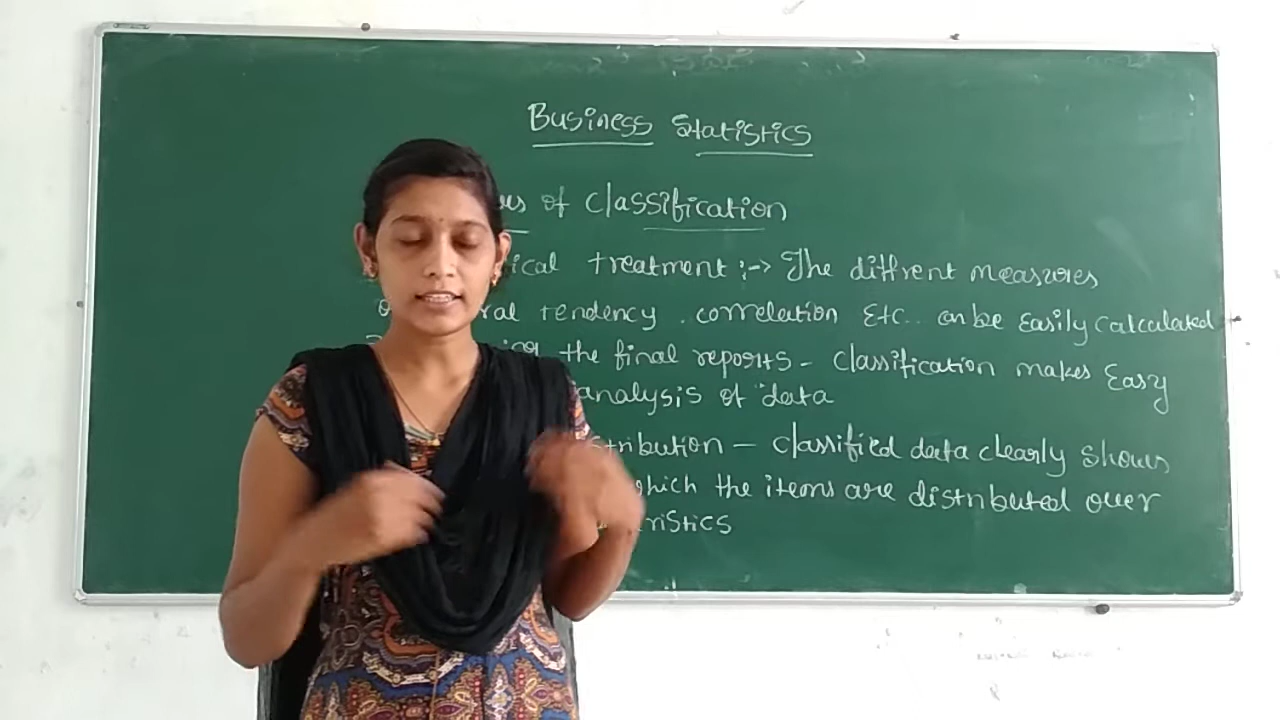 Business Statistics
of classification
treatment :-> The diffrent measures
tendency . correlation Etc.. can be Easily calculated
the final reports - classification makes Easy
analysis of data
- classified data clearly shows
which the items are distributed over